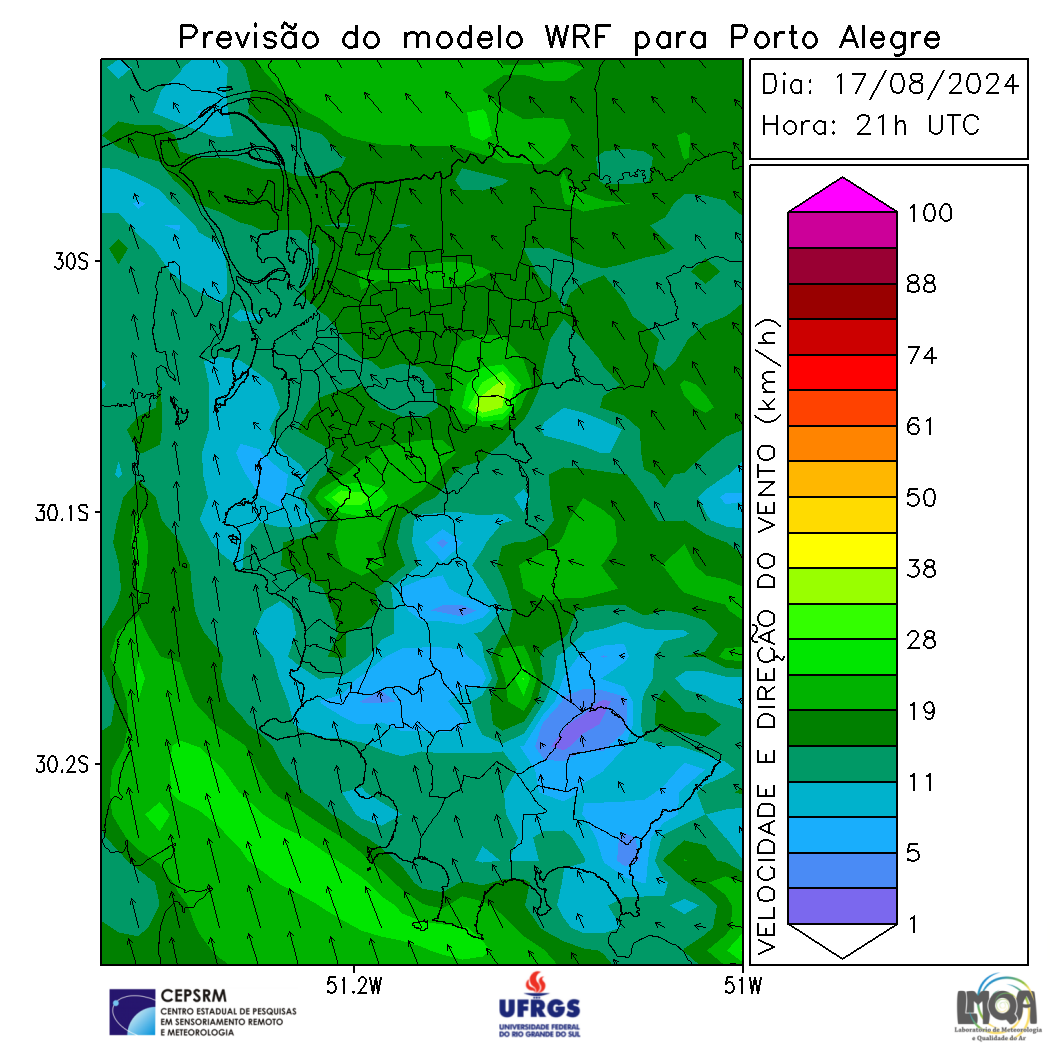 Previsão do modelo WRF para Porto Alegre
Dia: 17/08/2024
Hora: 21h UTC
30S
30.1S
30.2S
51.2W
51W
VELOCIDADE E DIREÇÃO DO VENTO (km/h)
100
88
74
61
50
38
28
19
11
5
1
CEPSRM
CENTRO ESTADUAL DE PESQUISAS
EM SENSORIAMENTO REMOTO
E METEOROLOGIA
UFRGS
UNIVERSIDADE FEDERAL
DO RIO GRANDE DO SUL
LMQA
Laboratório de Meteorologia
e Qualidade do Ar